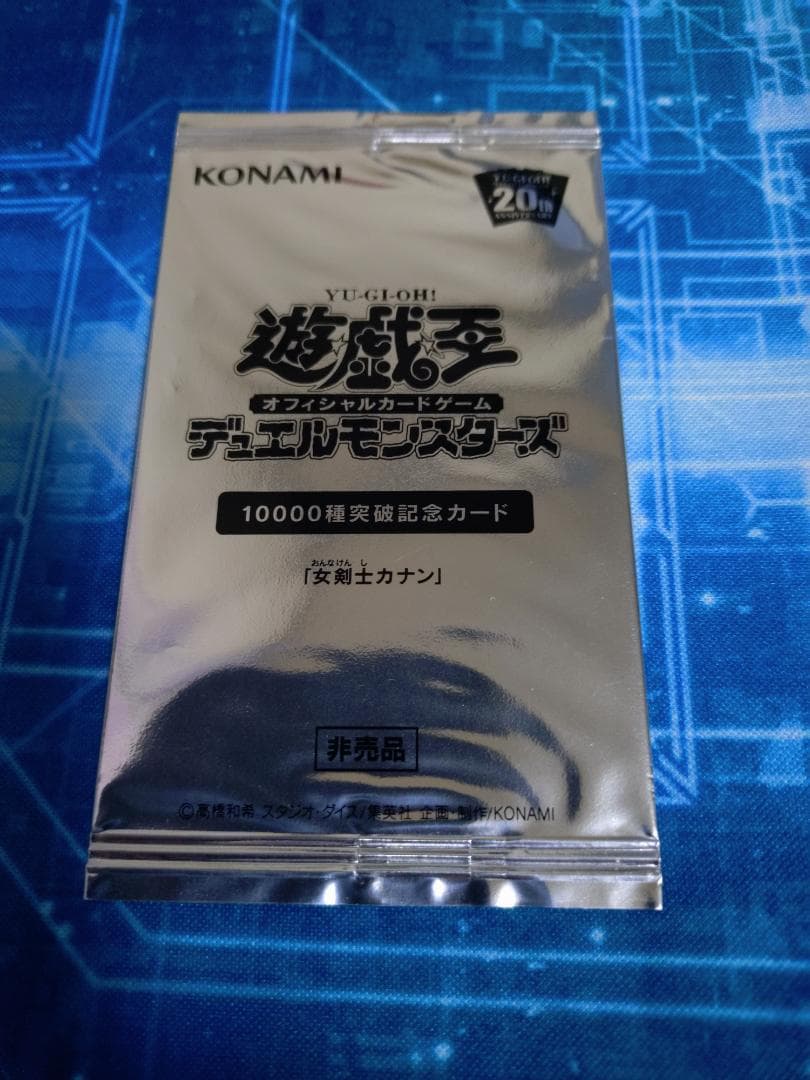 KONAMI
YU-GI-OH!
20th
ANNIVERSARY
YU-GI-OH!
遊☆戯☆王
オフィシャルカードゲーム
デュエルモンスターズ
10000種突破記念カード
おんなけんし
「女剣士カナン」
非売品
©高橋和希 スタジオ・ダイス/集英社 企画・制作/KONAMI